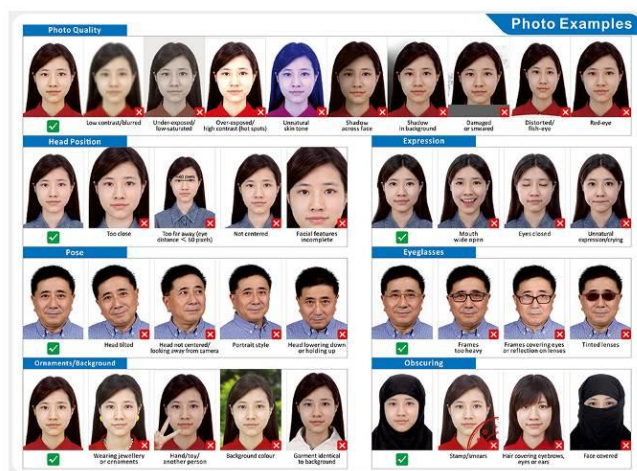 Photo Examples
Photo Quality
Low contrast/blurred
Under-exposed/
low-saturated
Over-exposed/
high contrast (hot spots)
Unnatural
skin tone
Shadow
across face
Shadow
in background
Damaged
or smeared
Distorted/
fish-eye
Red-eye
Head Position
Too close
Too far away (eye
distance < 60 pixels)
Not centered
Facial features
incomplete
Expression
Mouth
wide open
Eyes closed
Unnatural
expression/crying
Pose
Head tilted
Head not centered/
looking away from camera
Portrait style
Head lowering down
or holding up
Eyeglasses
Frames
too heavy
Frames covering eyes
or reflection on lenses
Tinted lenses
Ornaments/Background
Wearing jewellery
or ornaments
Hand/toy/
another person
Background colour
Garment identical
to background
Obscuring
Stamp/smears
Hair covering eyebrows,
eyes or ears
Face covered